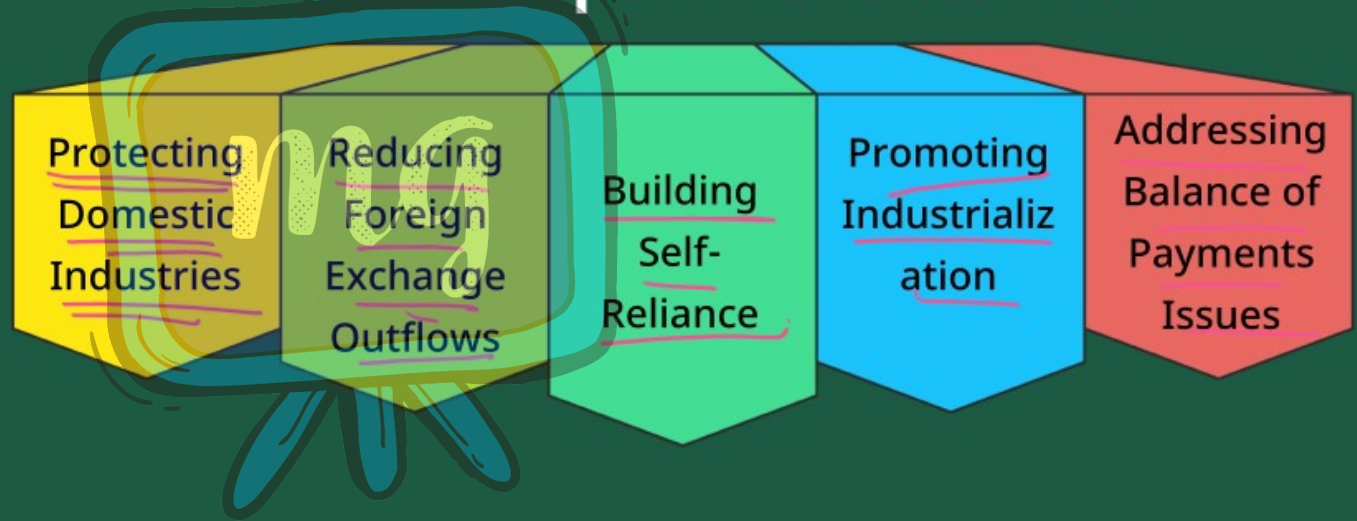 Protecting
Domestic
Industries
Reducing
Foreign
Exchange
Outflows
Building
Self-
Reliance
Promoting
Industrializ
ation
Addressing
Balance of
Payments
Issues
mg